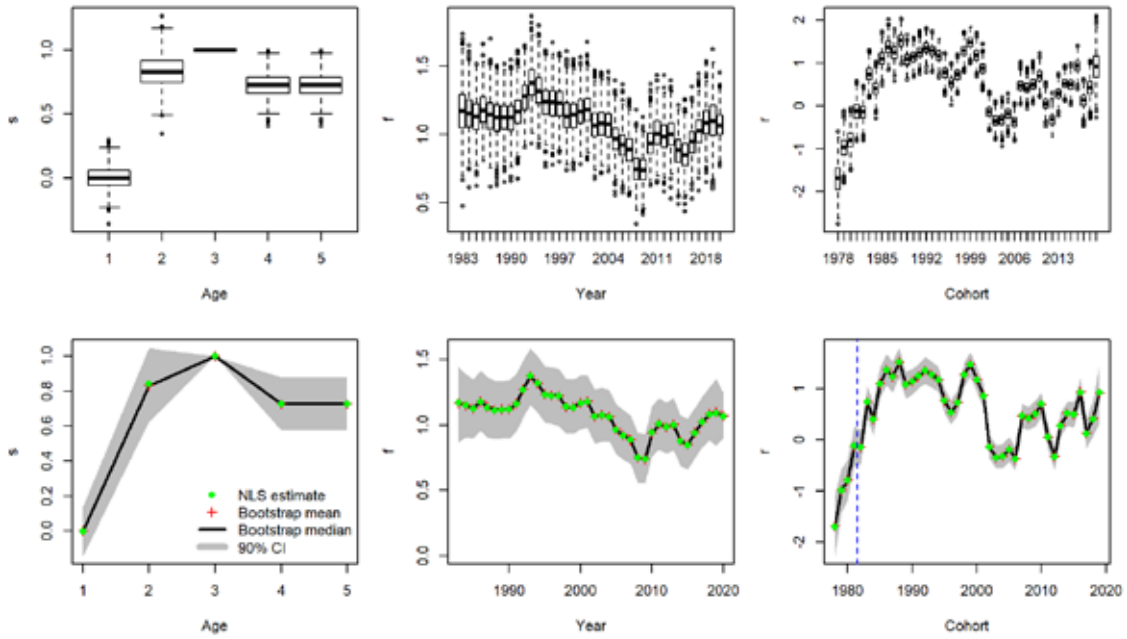 s
0.0 0.5 1.0
1 2 3 4 5
Age
f
0.5 1.0 1.5
1983 1990 1997 2004 2011 2018
Year
r
-2 -1 0 1 2
1978 1985 1992 1999 2006 2013
Cohort
s
0.0 0.2 0.4 0.6 0.8 1.0
NLS estimate
Bootstrap mean
Bootstrap median
90% CI
1 2 3 4 5
Age
f
0.0 0.5 1.0 1.5
1990 2000 2010 2020
Year
r
-2 -1 0 1
1980 1990 2000 2010 2020
Cohort